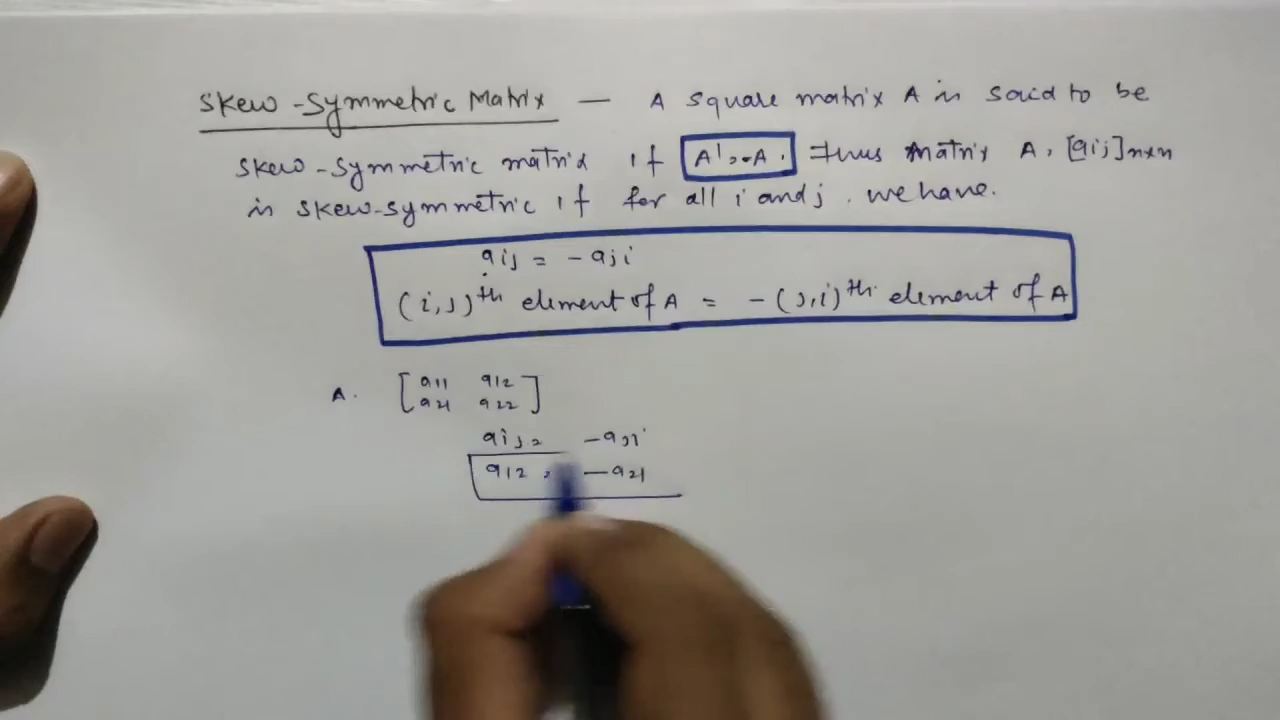 Skew-Symmetric Matrix — A square matrix A is said to be
skew-symmetric matrix if A' = -A. Thus matrix A = [aij]n×n
is skew-symmetric if for all i and j. we have.
aij = -aji
(i,j)th element of A = -(j,i)th element of A
A = [a11 a12
a21 a22]
aij = -aji
a12 = -a21